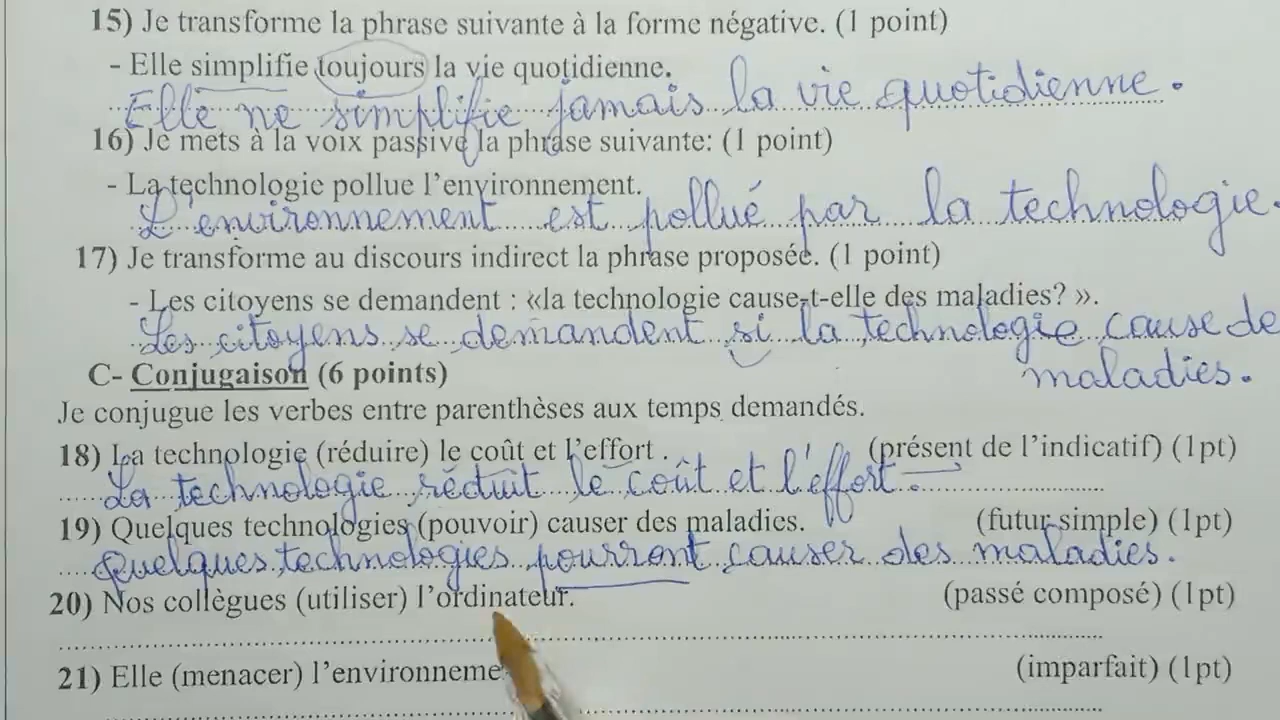 15) Je transforme la phrase suivante à la forme négative. (1 point)
- Elle simplifie toujours la vie quotidienne.
Elle ne simplifie jamais la vie quotidienne.
16) Je mets à la voix passive la phrase suivante: (1 point)
- La technologie pollue l'environnement.
L'environnement est pollué par la technologie.
17) Je transforme au discours indirect la phrase proposée. (1 point)
- Les citoyens se demandent : «la technologie cause-t-elle des maladies? ».
Les citoyens se demandent si la technologie cause de
maladies.
C- Conjugaison (6 points)
Je conjugue les verbes entre parenthèses aux temps demandés.
18) La technologie (réduire) le coût et l'effort . (présent de l'indicatif) (1pt)
La technologie réduit le coût et l'effort.
19) Quelques technologies (pouvoir) causer des maladies. (futur simple) (1pt)
Quelques technologies pourront causer des maladies.
20) Nos collègues (utiliser) l'ordinateur. (passé composé) (1pt)
21) Elle (menacer) l'environneme (imparfait) (1pt)